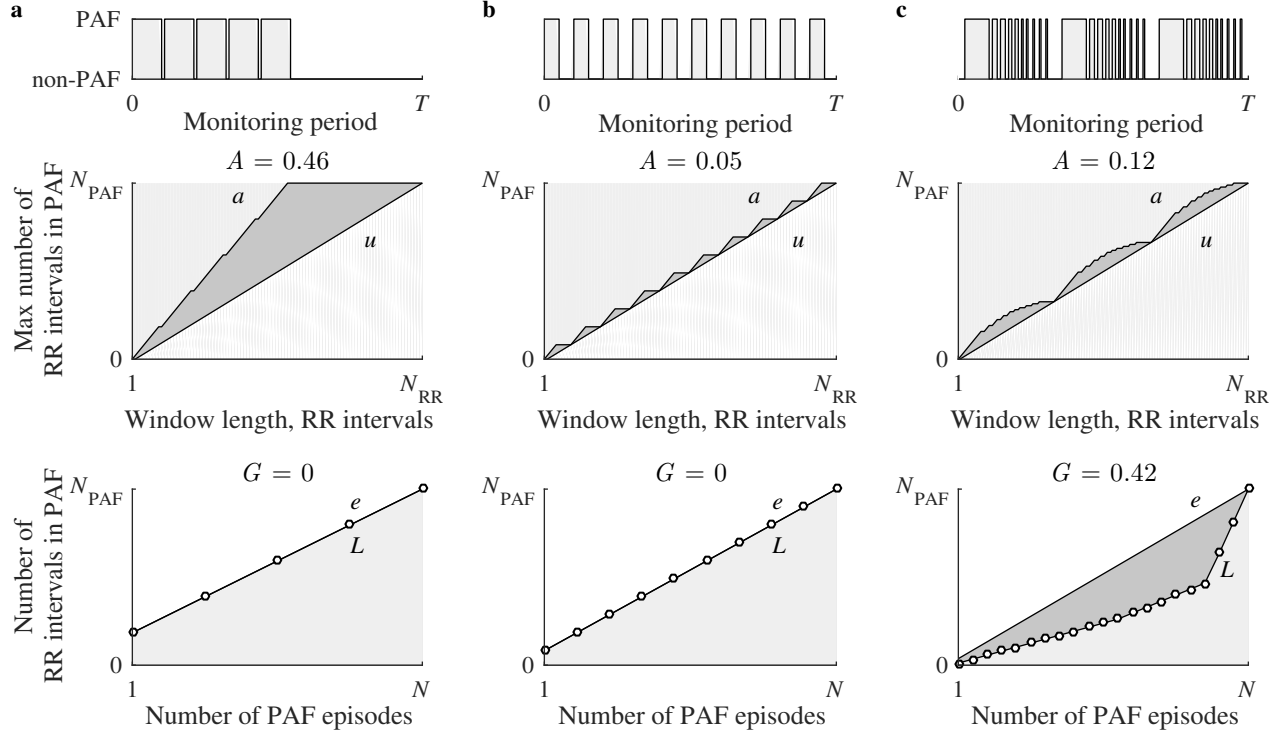 a
PAF
non-PAF
0
T
Monitoring period
b
0
T
Monitoring period
c
0
T
Monitoring period
Max number of
RR intervals in PAF
A = 0.46
N_PAF
a
u
0
1
N_RR
Window length, RR intervals
A = 0.05
N_PAF
a
u
0
1
N_RR
Window length, RR intervals
A = 0.12
N_PAF
a
u
0
1
N_RR
Window length, RR intervals
Number of
RR intervals in PAF
G = 0
N_PAF
e
L
0
1
N
Number of PAF episodes
G = 0
N_PAF
e
L
0
1
N
Number of PAF episodes
G = 0.42
N_PAF
e
L
0
1
N
Number of PAF episodes